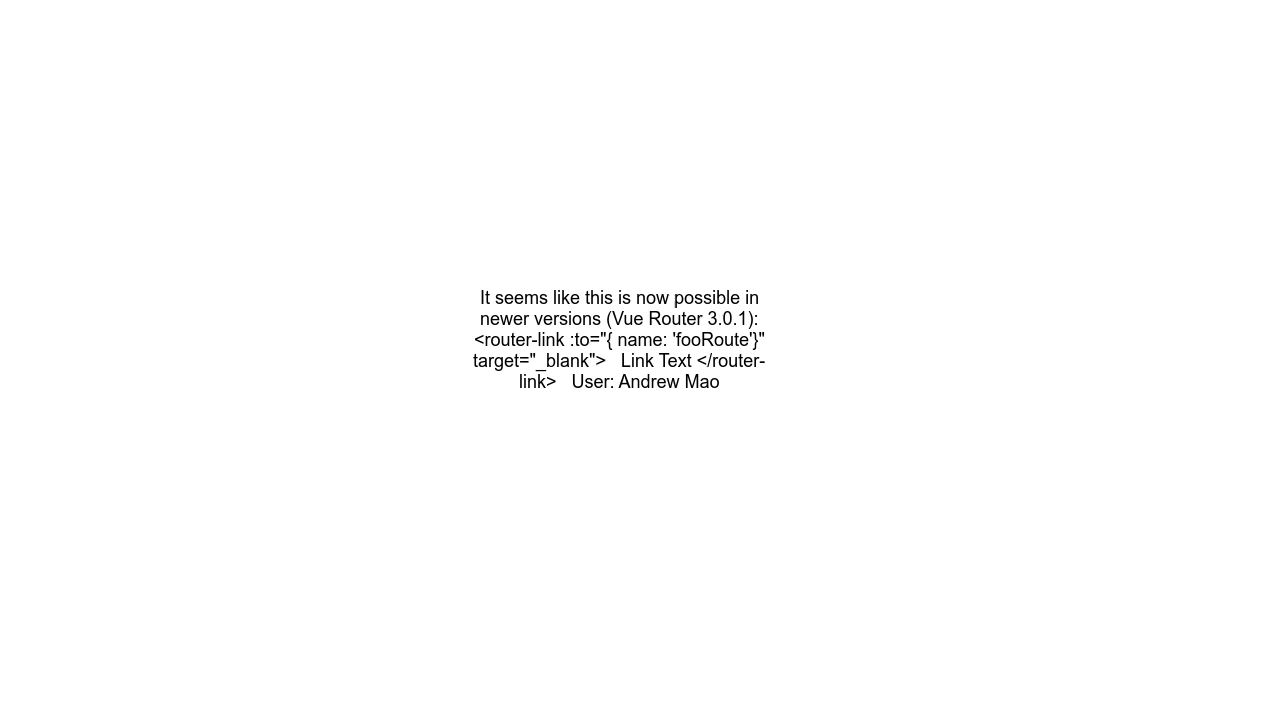 It seems like this is now possible in
newer versions (Vue Router 3.0.1):
<router-link :to="{ name: 'fooRoute'}"
target="_blank">   Link Text </router-
link>   User: Andrew Mao